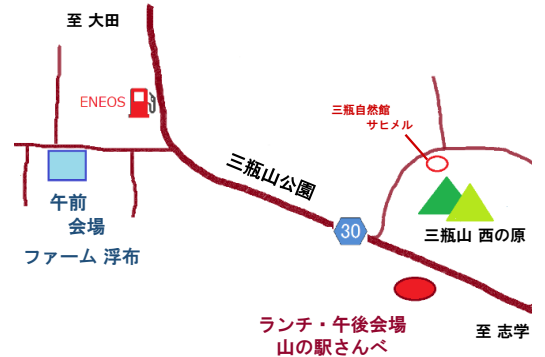 至 大田
ENEOS
三瓶自然館
サヒメル
三瓶山公園
午前
会場
ファーム 浮布
30
三瓶山 西の原
ランチ・午後会場
山の駅さんべ
至 志学